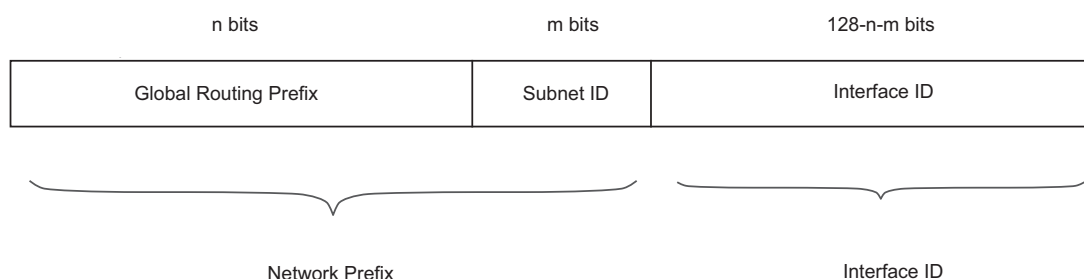 n bits
m bits
128-n-m bits
Global Routing Prefix
Subnet ID
Interface ID
Network Prefix
Interface ID